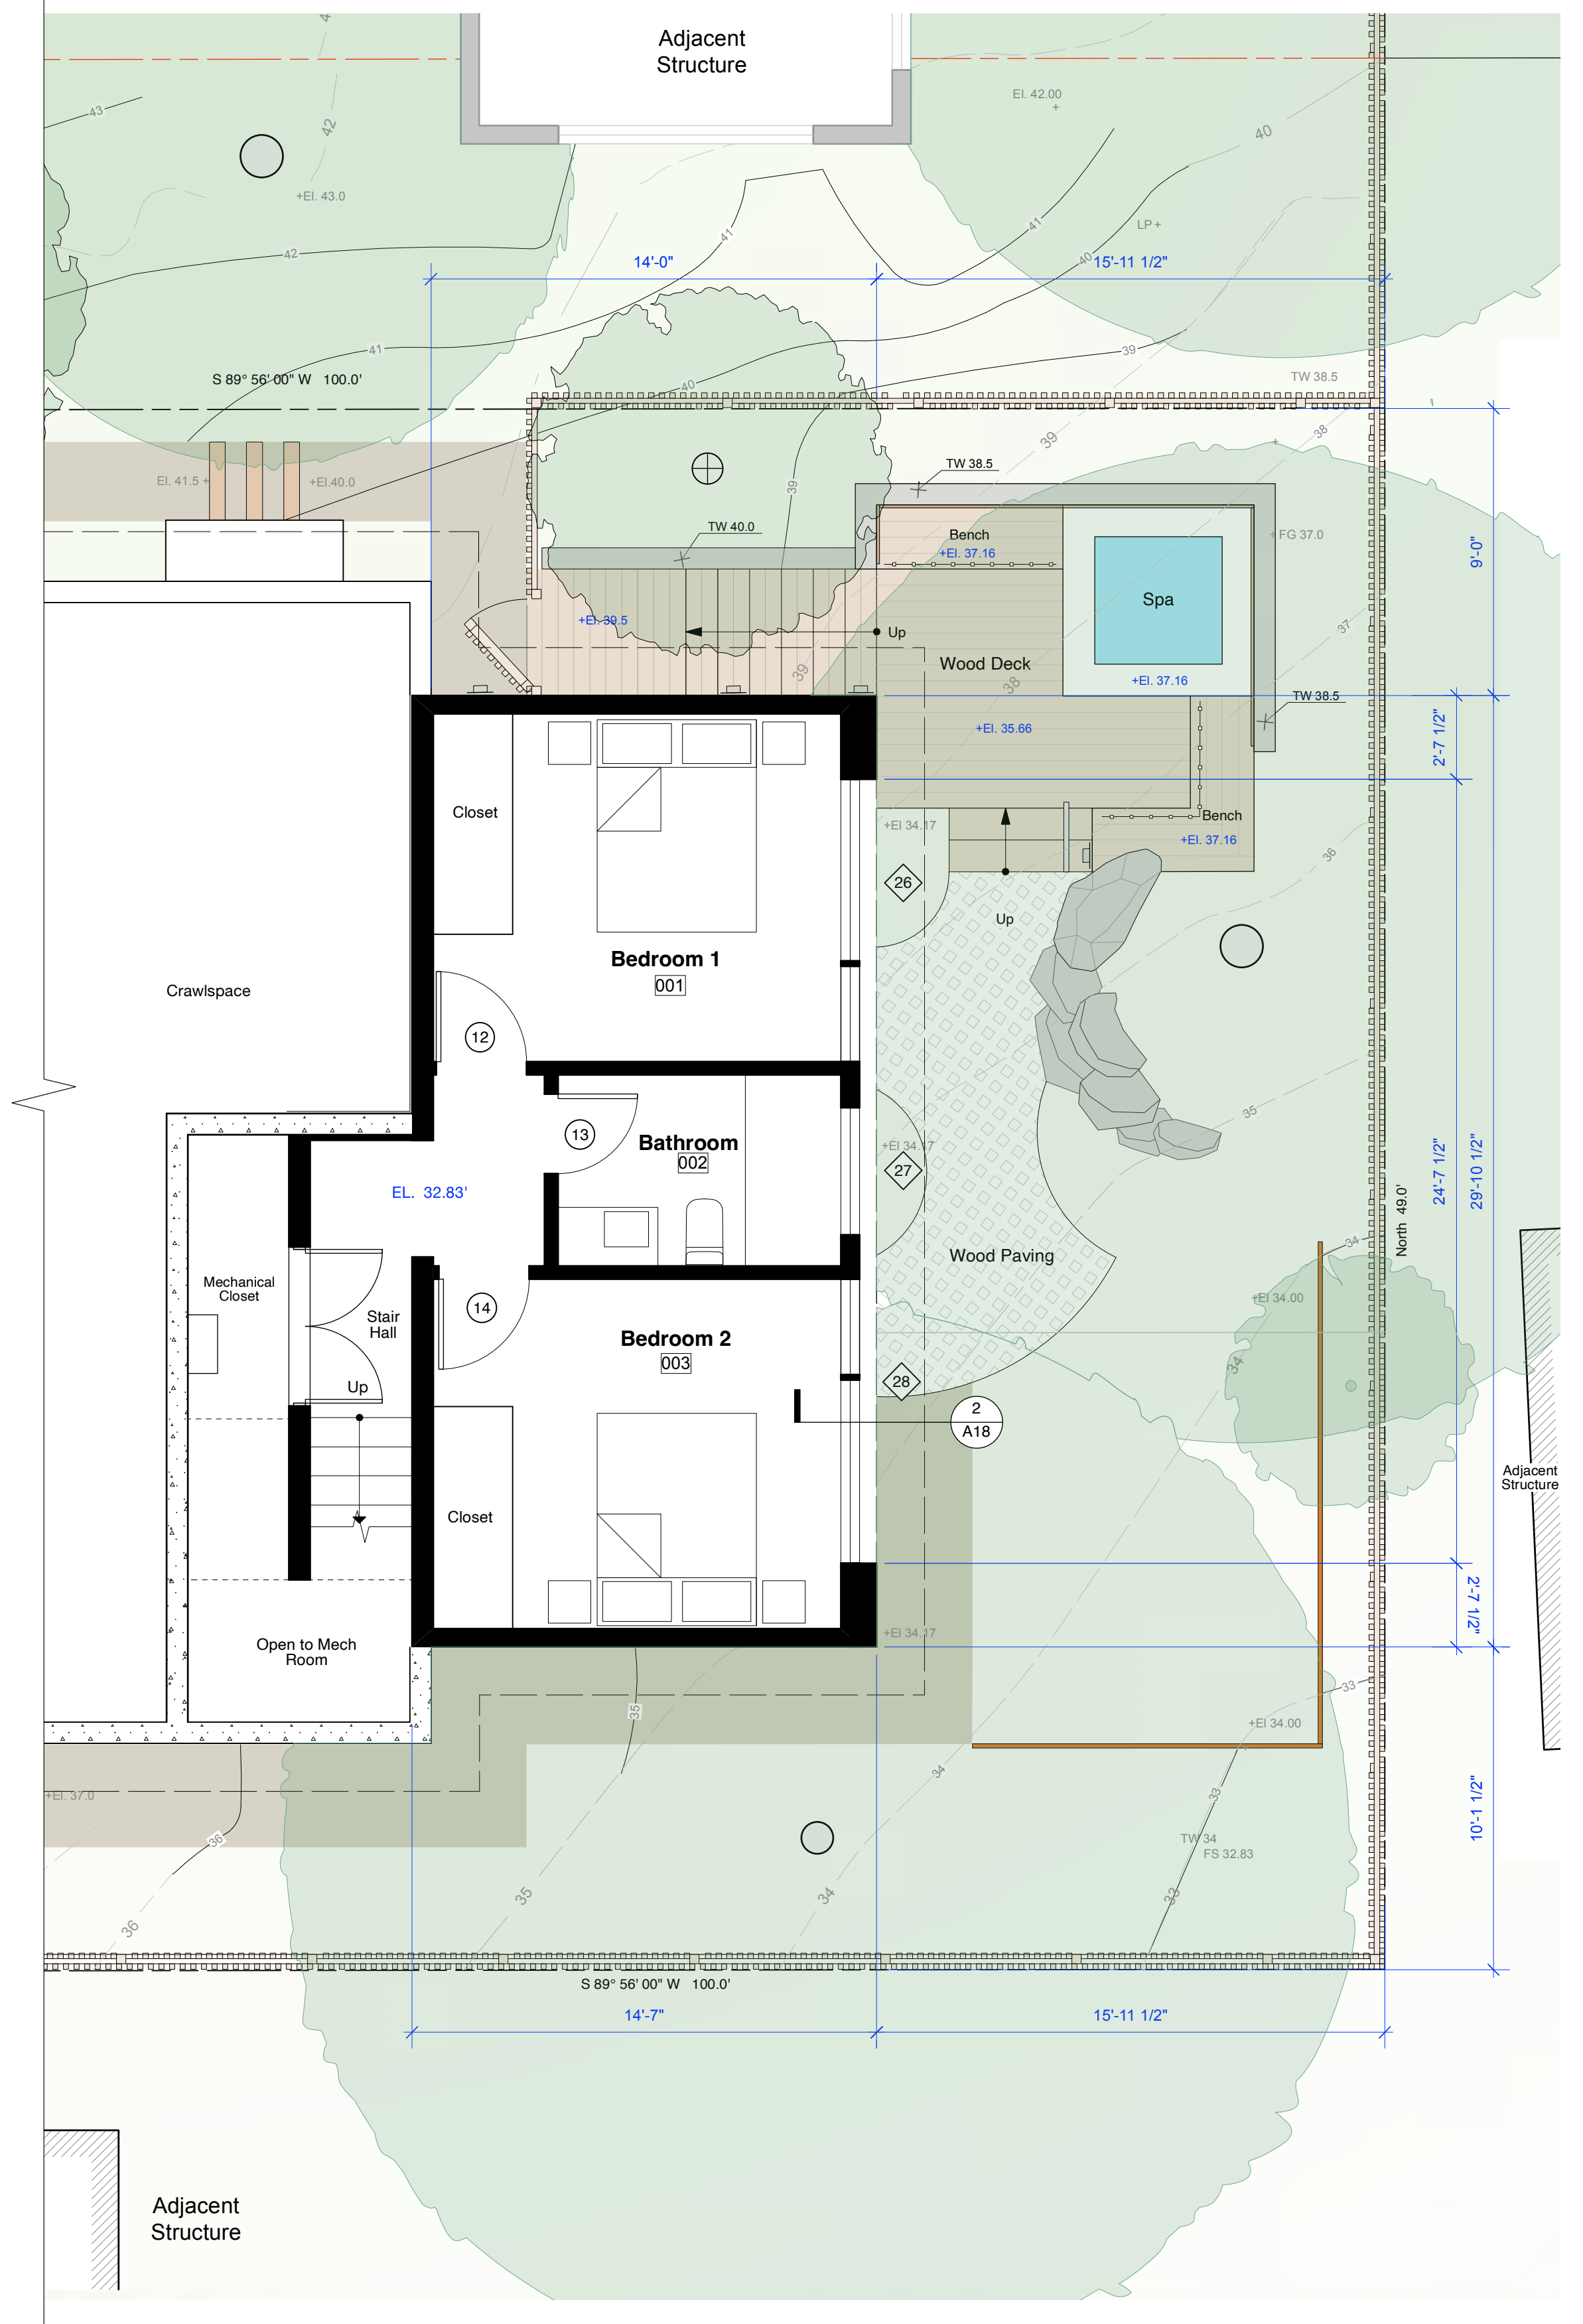 Adjacent
Structure
El. 42.00
43
42
40
+El. 43.0
LP +
41
41
42
14'-0"
40
15'-11 1/2"
41
39
S 89° 56' 00" W   100.0'
40
TW 38.5
39
38
TW 38.5
El. 41.5 +
+El.40.0
39
TW 40.0
Bench
+El. 37.16
+ FG 37.0
9'-0"
Spa
+El. 39.5
Up
37
Wood Deck
39
38
+El. 37.16
TW 38.5
+El. 35.66
2'-7 1/2"
Closet
+El 34.17
Bench
+El. 37.16
36
26
Up
Bedroom 1
001
Crawlspace
12
35
13
Bathroom
002
+El 34.17
27
EL.  32.83'
24'-7 1/2"
29'-10 1/2"
North  49.0'
34
Wood Paving
Mechanical
Closet
+El 34.00
14
Stair
Hall
Bedroom 2
003
34
Up
28
2
A18
Adjacent
Structure
Closet
2'-7 1/2"
Open to Mech
Room
+El 34.17
33
35
+El 34.00
34
33
+El. 37.0
10'-1 1/2"
36
TW 34
FS 32.83
36
35
34
33
S 89° 56' 00" W   100.0'
14'-7"
15'-11 1/2"
Adjacent
Structure